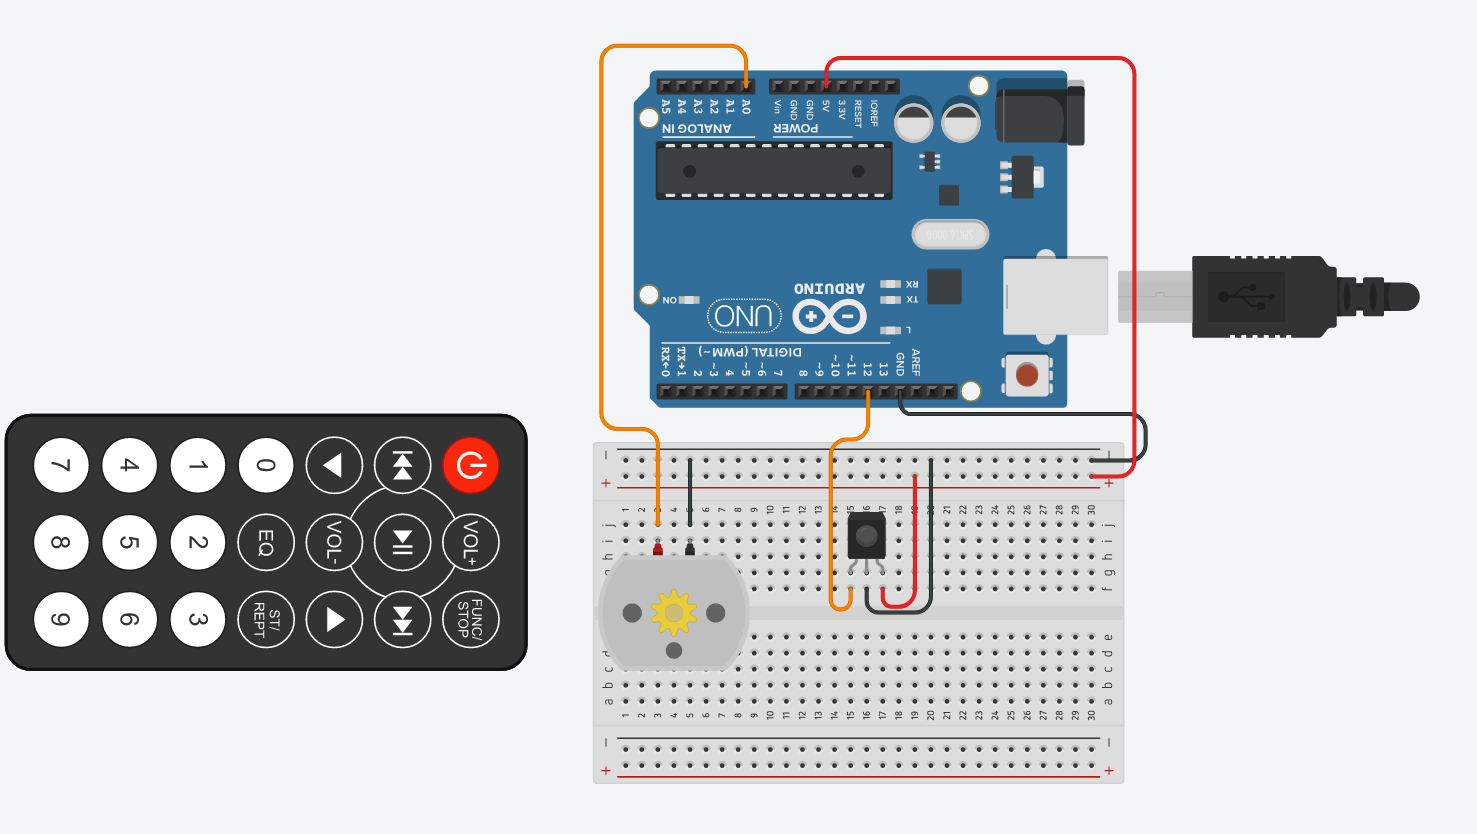 A5 A4 A3 A2 A1 A0
Vin GND GND 5V 3.3V RESET IOREF
ANALOG IN
POWER
ON
UNO
ARDUINO
RX
TX
L
DIGITAL (PWM~)
RX←0 TX→1 2 ~3 4 ~5 ~6 7
8 ~9 ~10 ~11 12 13 GND AREF
7 4 1 0
8 5 2 EQ VOL- VOL+
9 6 3 ST/ REPT FUNC/ STOP
− −
+ +
1 2 3 4 5 6 7 8 9 10 11 12 13 14 15 16 17 18 19 20 21 22 23 24 25 26 27 28 29 30
j j
i i
h h
g g
f f
e
d d
c c
b b
a a
1 2 3 4 5 6 7 8 9 10 11 12 13 14 15 16 17 18 19 20 21 22 23 24 25 26 27 28 29 30
− −
+ +